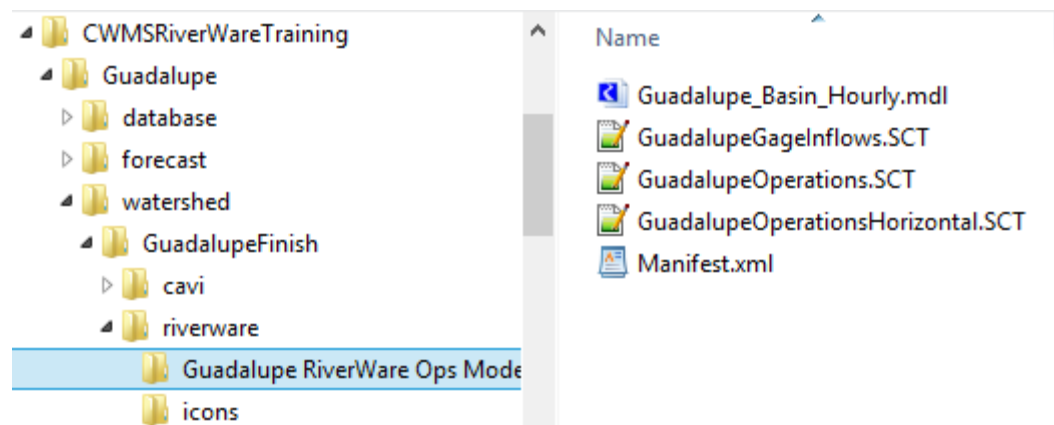 CWMSRiverWareTraining
Guadalupe
database
forecast
watershed
GuadalupeFinish
cavi
riverware
Guadalupe RiverWare Ops Mode
icons
Name
Guadalupe_Basin_Hourly.mdl
GuadalupeGageInflows.SCT
GuadalupeOperations.SCT
GuadalupeOperationsHorizontal.SCT
Manifest.xml